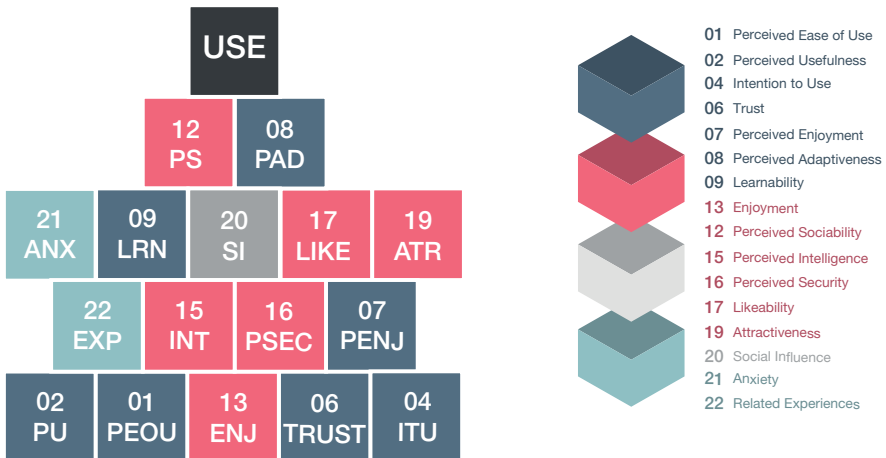 USE
12
PS
08
PAD
21
ANX
09
LRN
20
SI
17
LIKE
19
ATR
22
EXP
15
INT
16
PSEC
07
PENJ
02
PU
01
PEOU
13
ENJ
06
TRUST
04
ITU
01 Perceived Ease of Use
02 Perceived Usefulness
04 Intention to Use
06 Trust
07 Perceived Enjoyment
08 Perceived Adaptiveness
09 Learnability
13 Enjoyment
12 Perceived Sociability
15 Perceived Intelligence
16 Perceived Security
17 Likeability
19 Attractiveness
20 Social Influence
21 Anxiety
22 Related Experiences